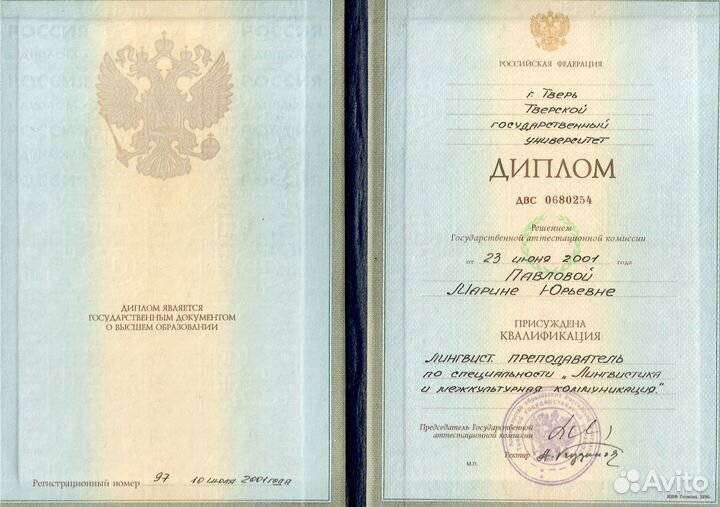 ДИПЛОМ ЯВЛЯЕТСЯ
ГОСУДАРСТВЕННЫМ ДОКУМЕНТОМ
О ВЫСШЕМ ОБРАЗОВАНИИ
Регистрационный номер 97 10 июля 2001 года
РОССИЙСКАЯ ФЕДЕРАЦИЯ
г. Тверь
Тверской
государственный
университет
ДИПЛОМ
ДВС 0680254
Решением
Государственной аттестационной комиссии
от 23 июня 2001 года
Павловой
Марине Юрьевне
ПРИСУЖДЕНА
КВАЛИФИКАЦИЯ
Лингвист. преподаватель
по специальности „Лингвистика
и межкультурная коммуникация."
Председатель Государственной
аттестационной комиссии
Ректор
М.П.
Avito